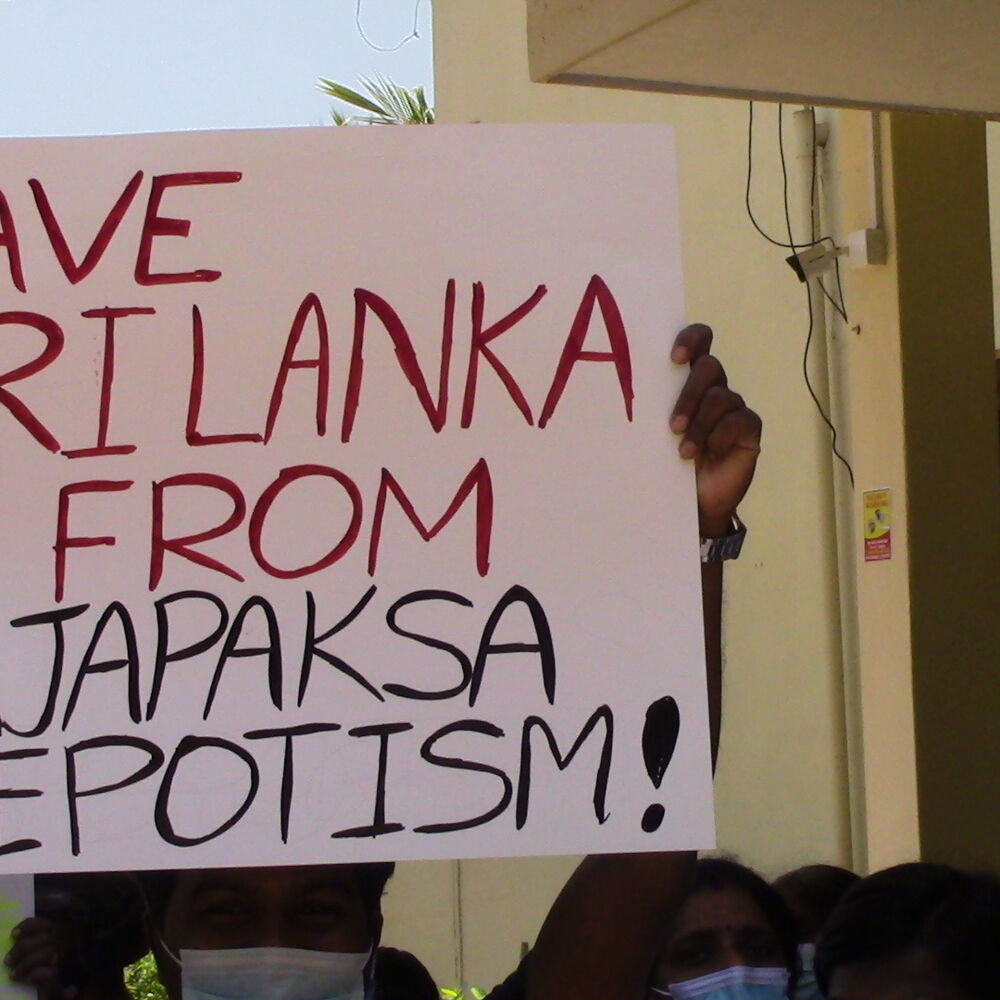 AVE
RI LANKA
FROM
JAPAKSA
EPOTISM!